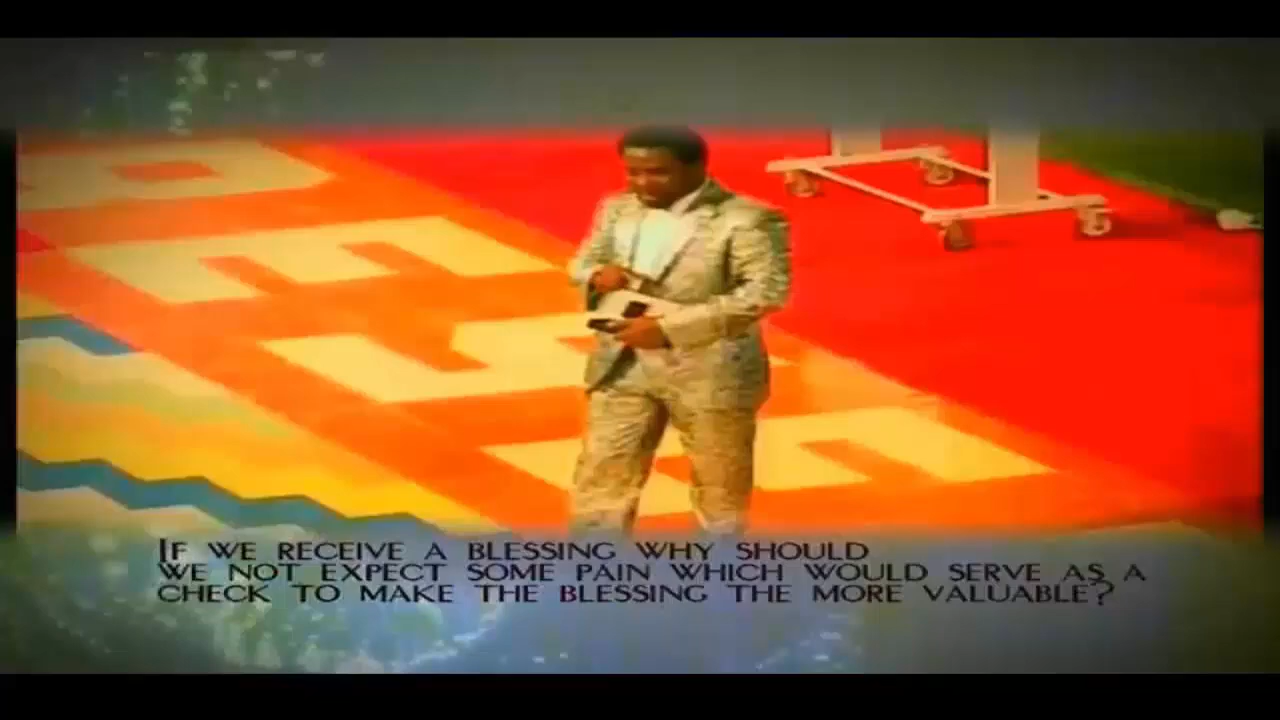 IF WE RECEIVE A BLESSING WHY SHOULD
WE NOT EXPECT SOME PAIN WHICH WOULD SERVE AS A
CHECK TO MAKE THE BLESSING THE MORE VALUABLE?